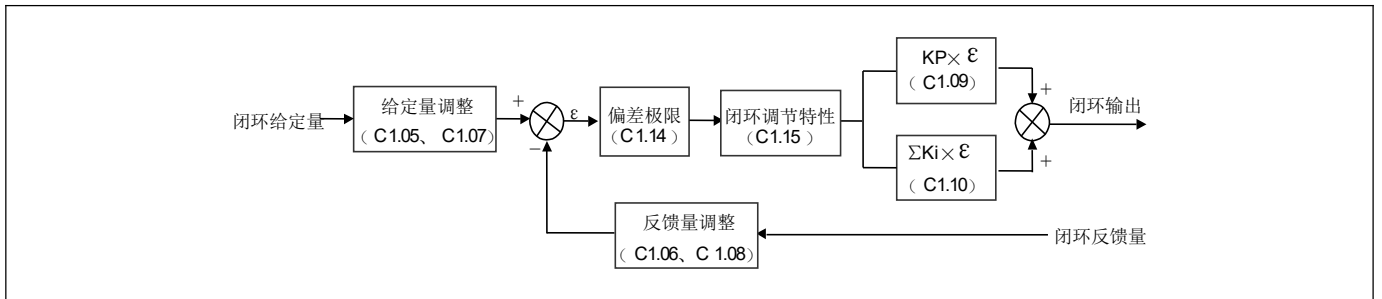 闭环给定量
给定量调整
（ C1.05、 C1.07）
+
−
ε
偏差极限
(C1.14)
闭环调节特性
(C1.15 ）
KP× ε
（ C1.09)
ΣKi× ε
（ C1.10）
+
+
闭环输出
反馈量调整
（ C1.06、C 1.08）
闭环反馈量